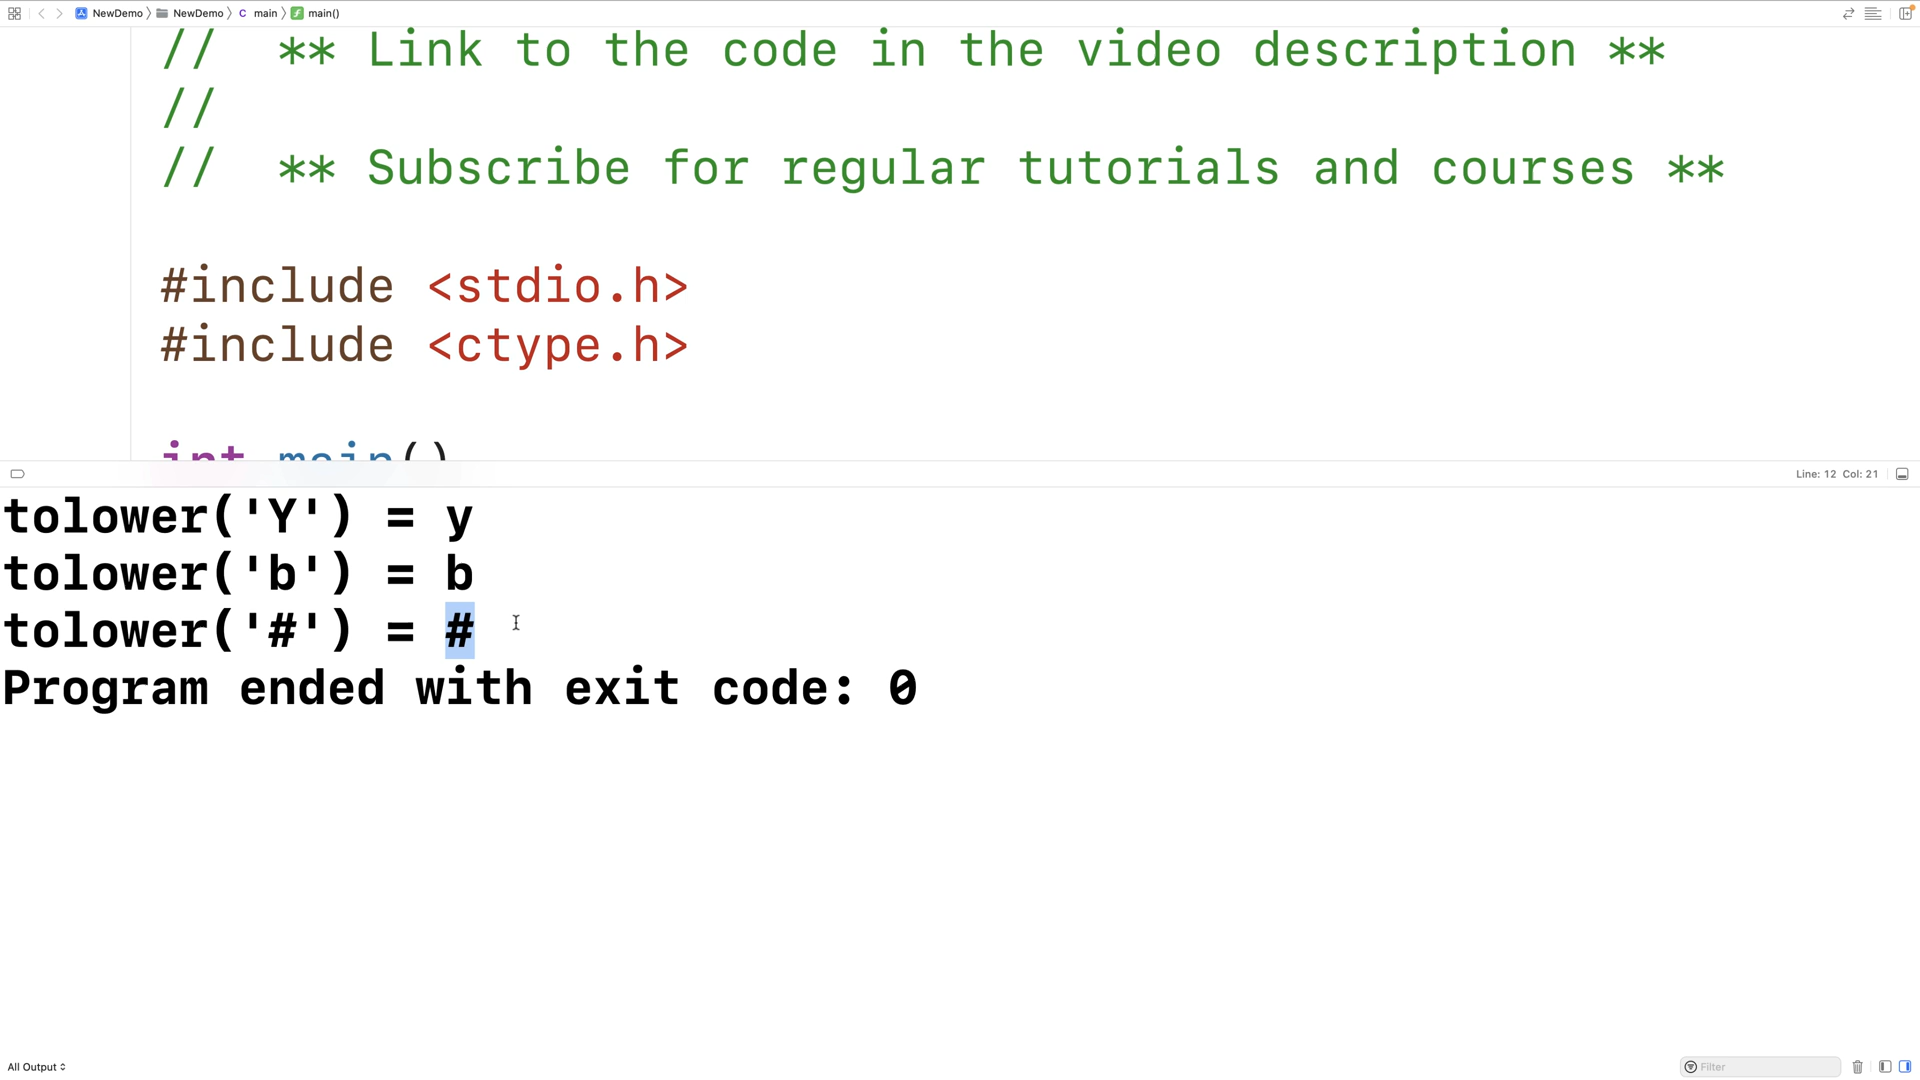 NewDemo 〉 NewDemo 〉 C main 〉 f main()
// ** Link to the code in the video description **
//
// ** Subscribe for regular tutorials and courses **
#include <stdio.h>
#include <ctype.h>
int main()
Line: 12 Col: 21
tolower('Y') = y
tolower('b') = b
tolower('#') = #
Program ended with exit code: 0
All Output
Filter